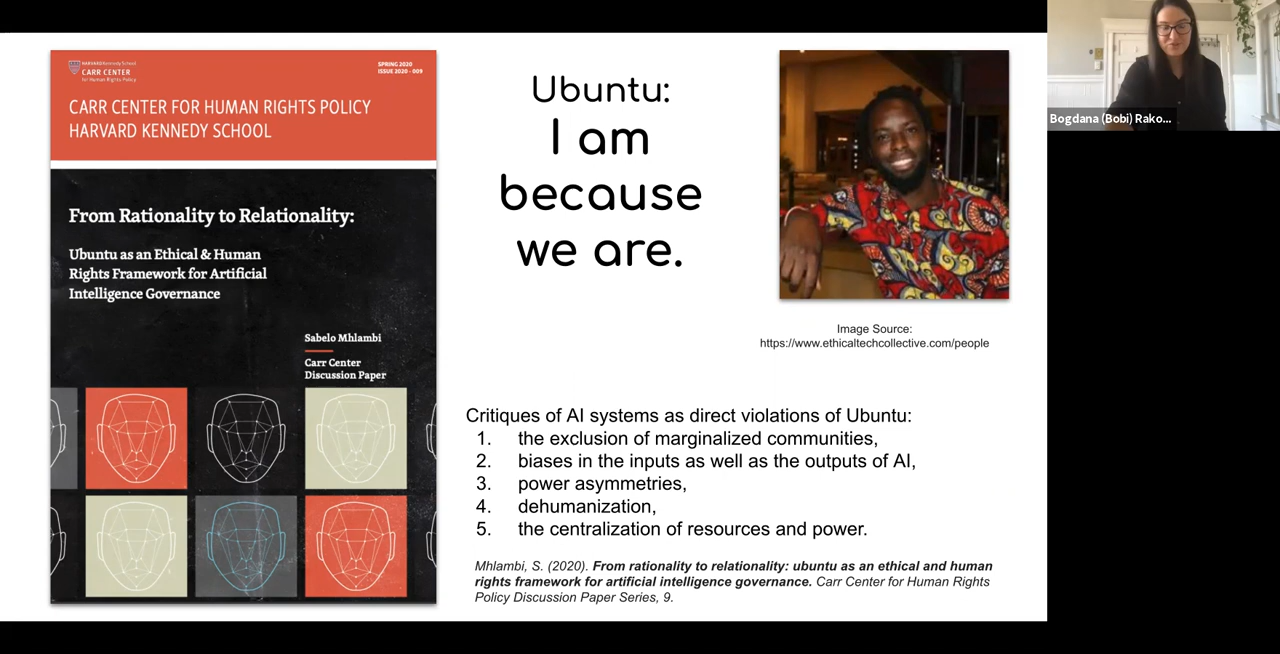 HARVARD Kennedy School
CARR CENTER
for Human Rights Policy
SPRING 2020
ISSUE 2020 - 009
CARR CENTER FOR HUMAN RIGHTS POLICY
HARVARD KENNEDY SCHOOL
From Rationality to Relationality:
Ubuntu as an Ethical & Human
Rights Framework for Artificial
Intelligence Governance
Sabelo Mhlambi
Carr Center
Discussion Paper
Ubuntu:
I am
because
we are.
Image Source:
https://www.ethicaltechcollective.com/people
Critiques of AI systems as direct violations of Ubuntu:
1. the exclusion of marginalized communities,
2. biases in the inputs as well as the outputs of AI,
3. power asymmetries,
4. dehumanization,
5. the centralization of resources and power.
Mhlambi, S. (2020). From rationality to relationality: ubuntu as an ethical and human
rights framework for artificial intelligence governance. Carr Center for Human Rights
Policy Discussion Paper Series, 9.
Bogdana (Bobi) Rako...